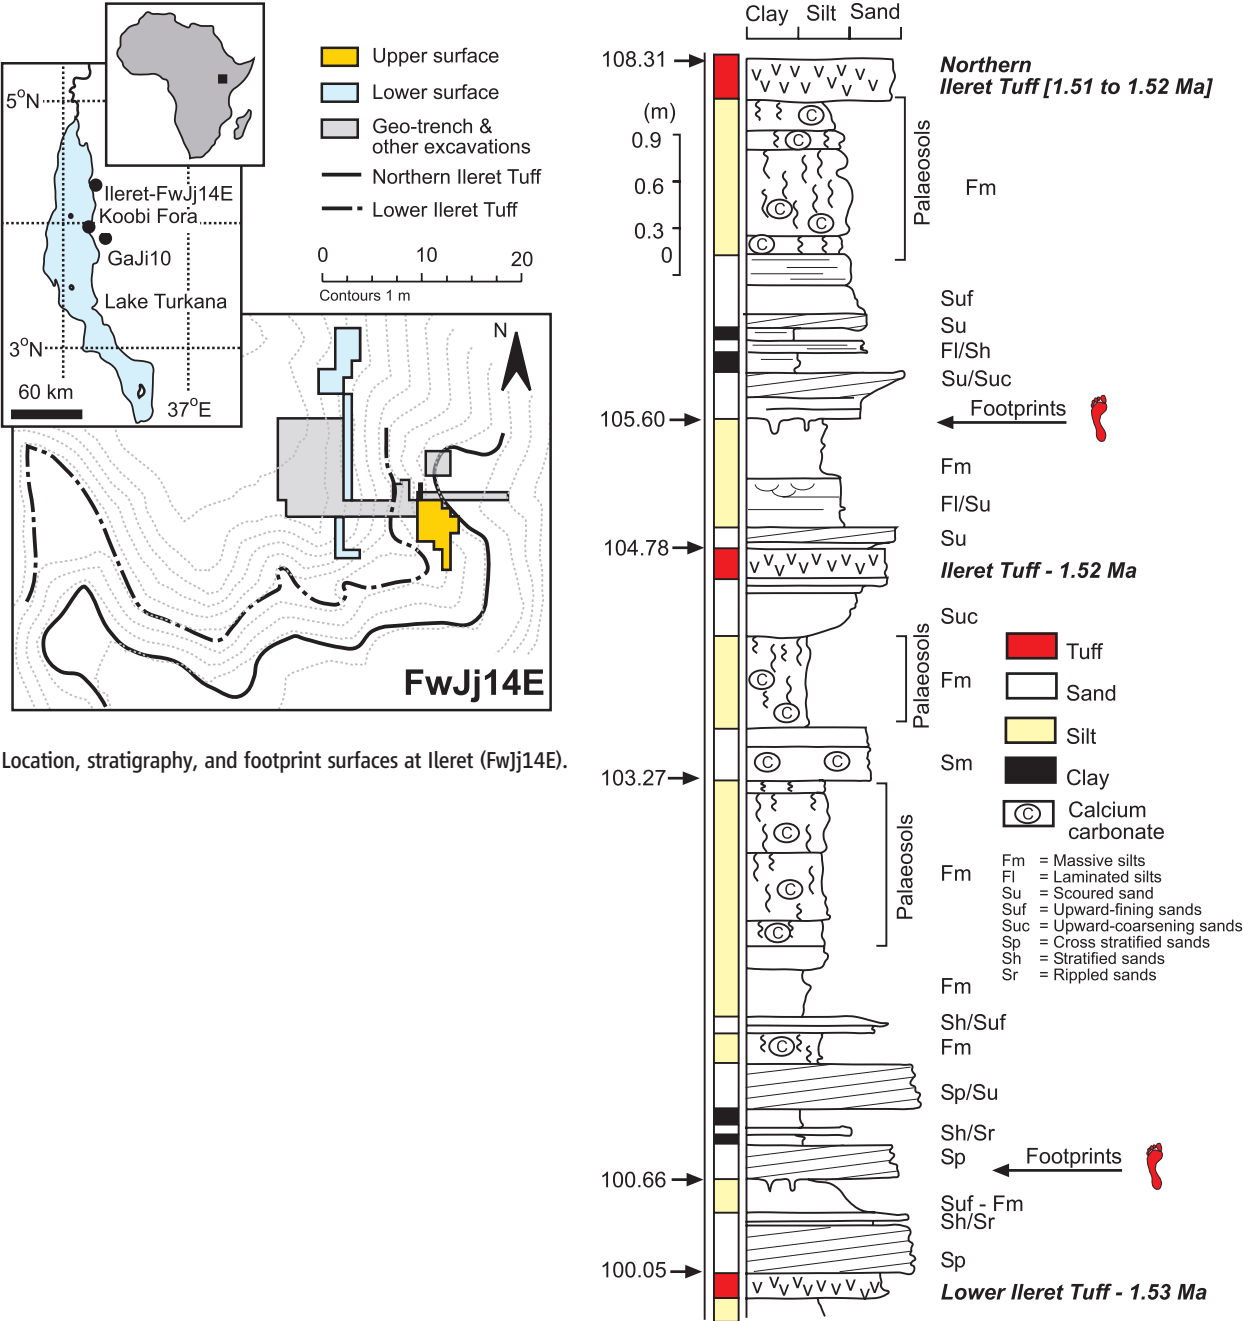 5°N
Ileret-FwJj14E
Koobi Fora
GaJi10
Lake Turkana
3°N
60 km
37°E
Upper surface
Lower surface
Geo-trench &
other excavations
Northern Ileret Tuff
Lower Ileret Tuff
0 10 20
Contours 1 m
N
FwJj14E
Location, stratigraphy, and footprint surfaces at Ileret (FwJj14E).
Clay Silt Sand
108.31
(m)
0.9
0.6
0.3
0
105.60
104.78
103.27
100.66
100.05
C
C
C
C
C
C
C
C
C
C
C
C
C
Palaeosols
Palaeosols
Palaeosols
Northern
Ileret Tuff [1.51 to 1.52 Ma]
Fm
Suf
Su
Fl/Sh
Su/Suc
Footprints
Fm
Fl/Su
Su
Ileret Tuff - 1.52 Ma
Suc
Fm
Sm
Fm
Fm
Sh/Suf
Fm
Sp/Su
Sh/Sr
Sp
Footprints
Suf - Fm
Sh/Sr
Sp
Lower Ileret Tuff - 1.53 Ma
Tuff
Sand
Silt
Clay
C Calcium
carbonate
Fm = Massive silts
Fl = Laminated silts
Su = Scoured sand
Suf = Upward-fining sands
Suc = Upward-coarsening sands
Sp = Cross stratified sands
Sh = Stratified sands
Sr = Rippled sands